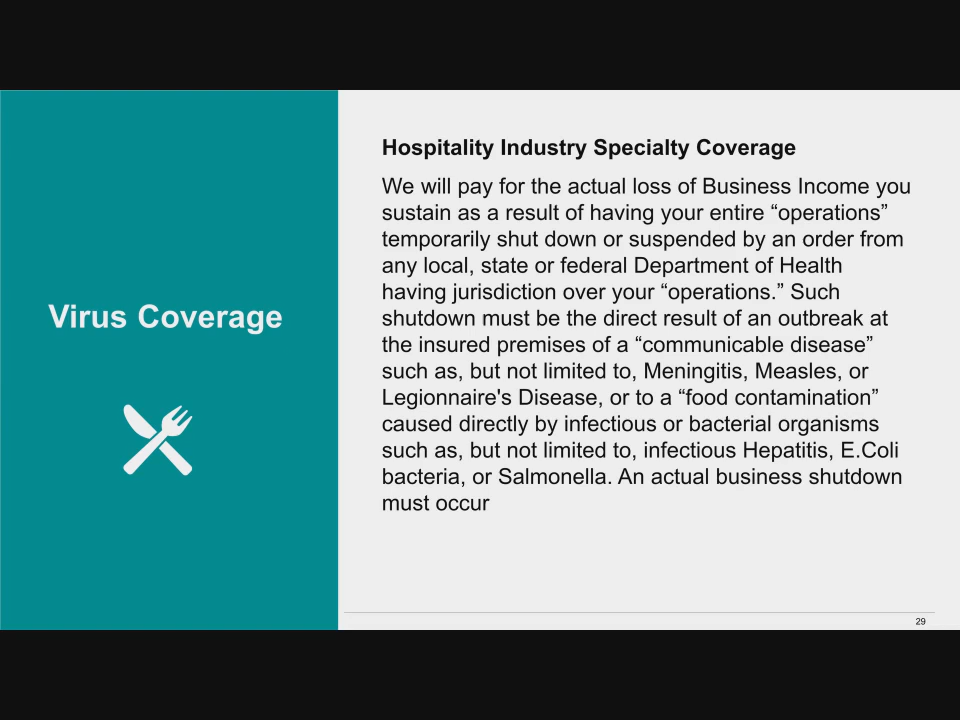 Virus Coverage
Hospitality Industry Specialty Coverage
We will pay for the actual loss of Business Income you
sustain as a result of having your entire “operations”
temporarily shut down or suspended by an order from
any local, state or federal Department of Health
having jurisdiction over your “operations.” Such
shutdown must be the direct result of an outbreak at
the insured premises of a “communicable disease”
such as, but not limited to, Meningitis, Measles, or
Legionnaire's Disease, or to a “food contamination”
caused directly by infectious or bacterial organisms
such as, but not limited to, infectious Hepatitis, E.Coli
bacteria, or Salmonella. An actual business shutdown
must occur
29